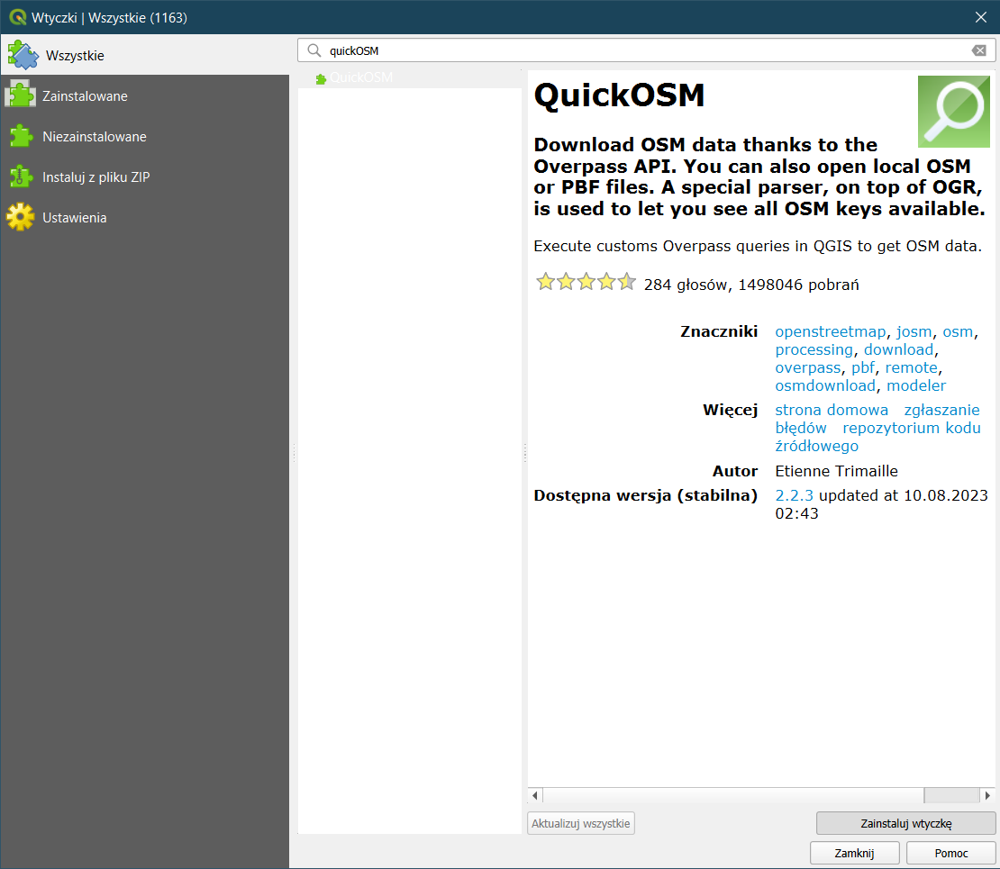 Wtyczki | Wszystkie (1163)
Wszystkie
Zainstalowane
Niezainstalowane
Instaluj z pliku ZIP
Ustawienia
quickOSM
QuickOSM
QuickOSM
Download OSM data thanks to the
Overpass API. You can also open local OSM
or PBF files. A special parser, on top of OGR,
is used to let you see all OSM keys available.
Execute customs Overpass queries in QGIS to get OSM data.
284 głosów, 1498046 pobrań
Znaczniki openstreetmap, josm, osm,
processing, download,
overpass, pbf, remote,
osmdownload, modeler
Więcej strona domowa zgłaszanie
błędów repozytorium kodu
źródłowego
Autor Etienne Trimaille
Dostępna wersja (stabilna) 2.2.3 updated at 10.08.2023
02:43
Aktualizuj wszystkie
Zainstaluj wtyczkę
Zamknij
Pomoc